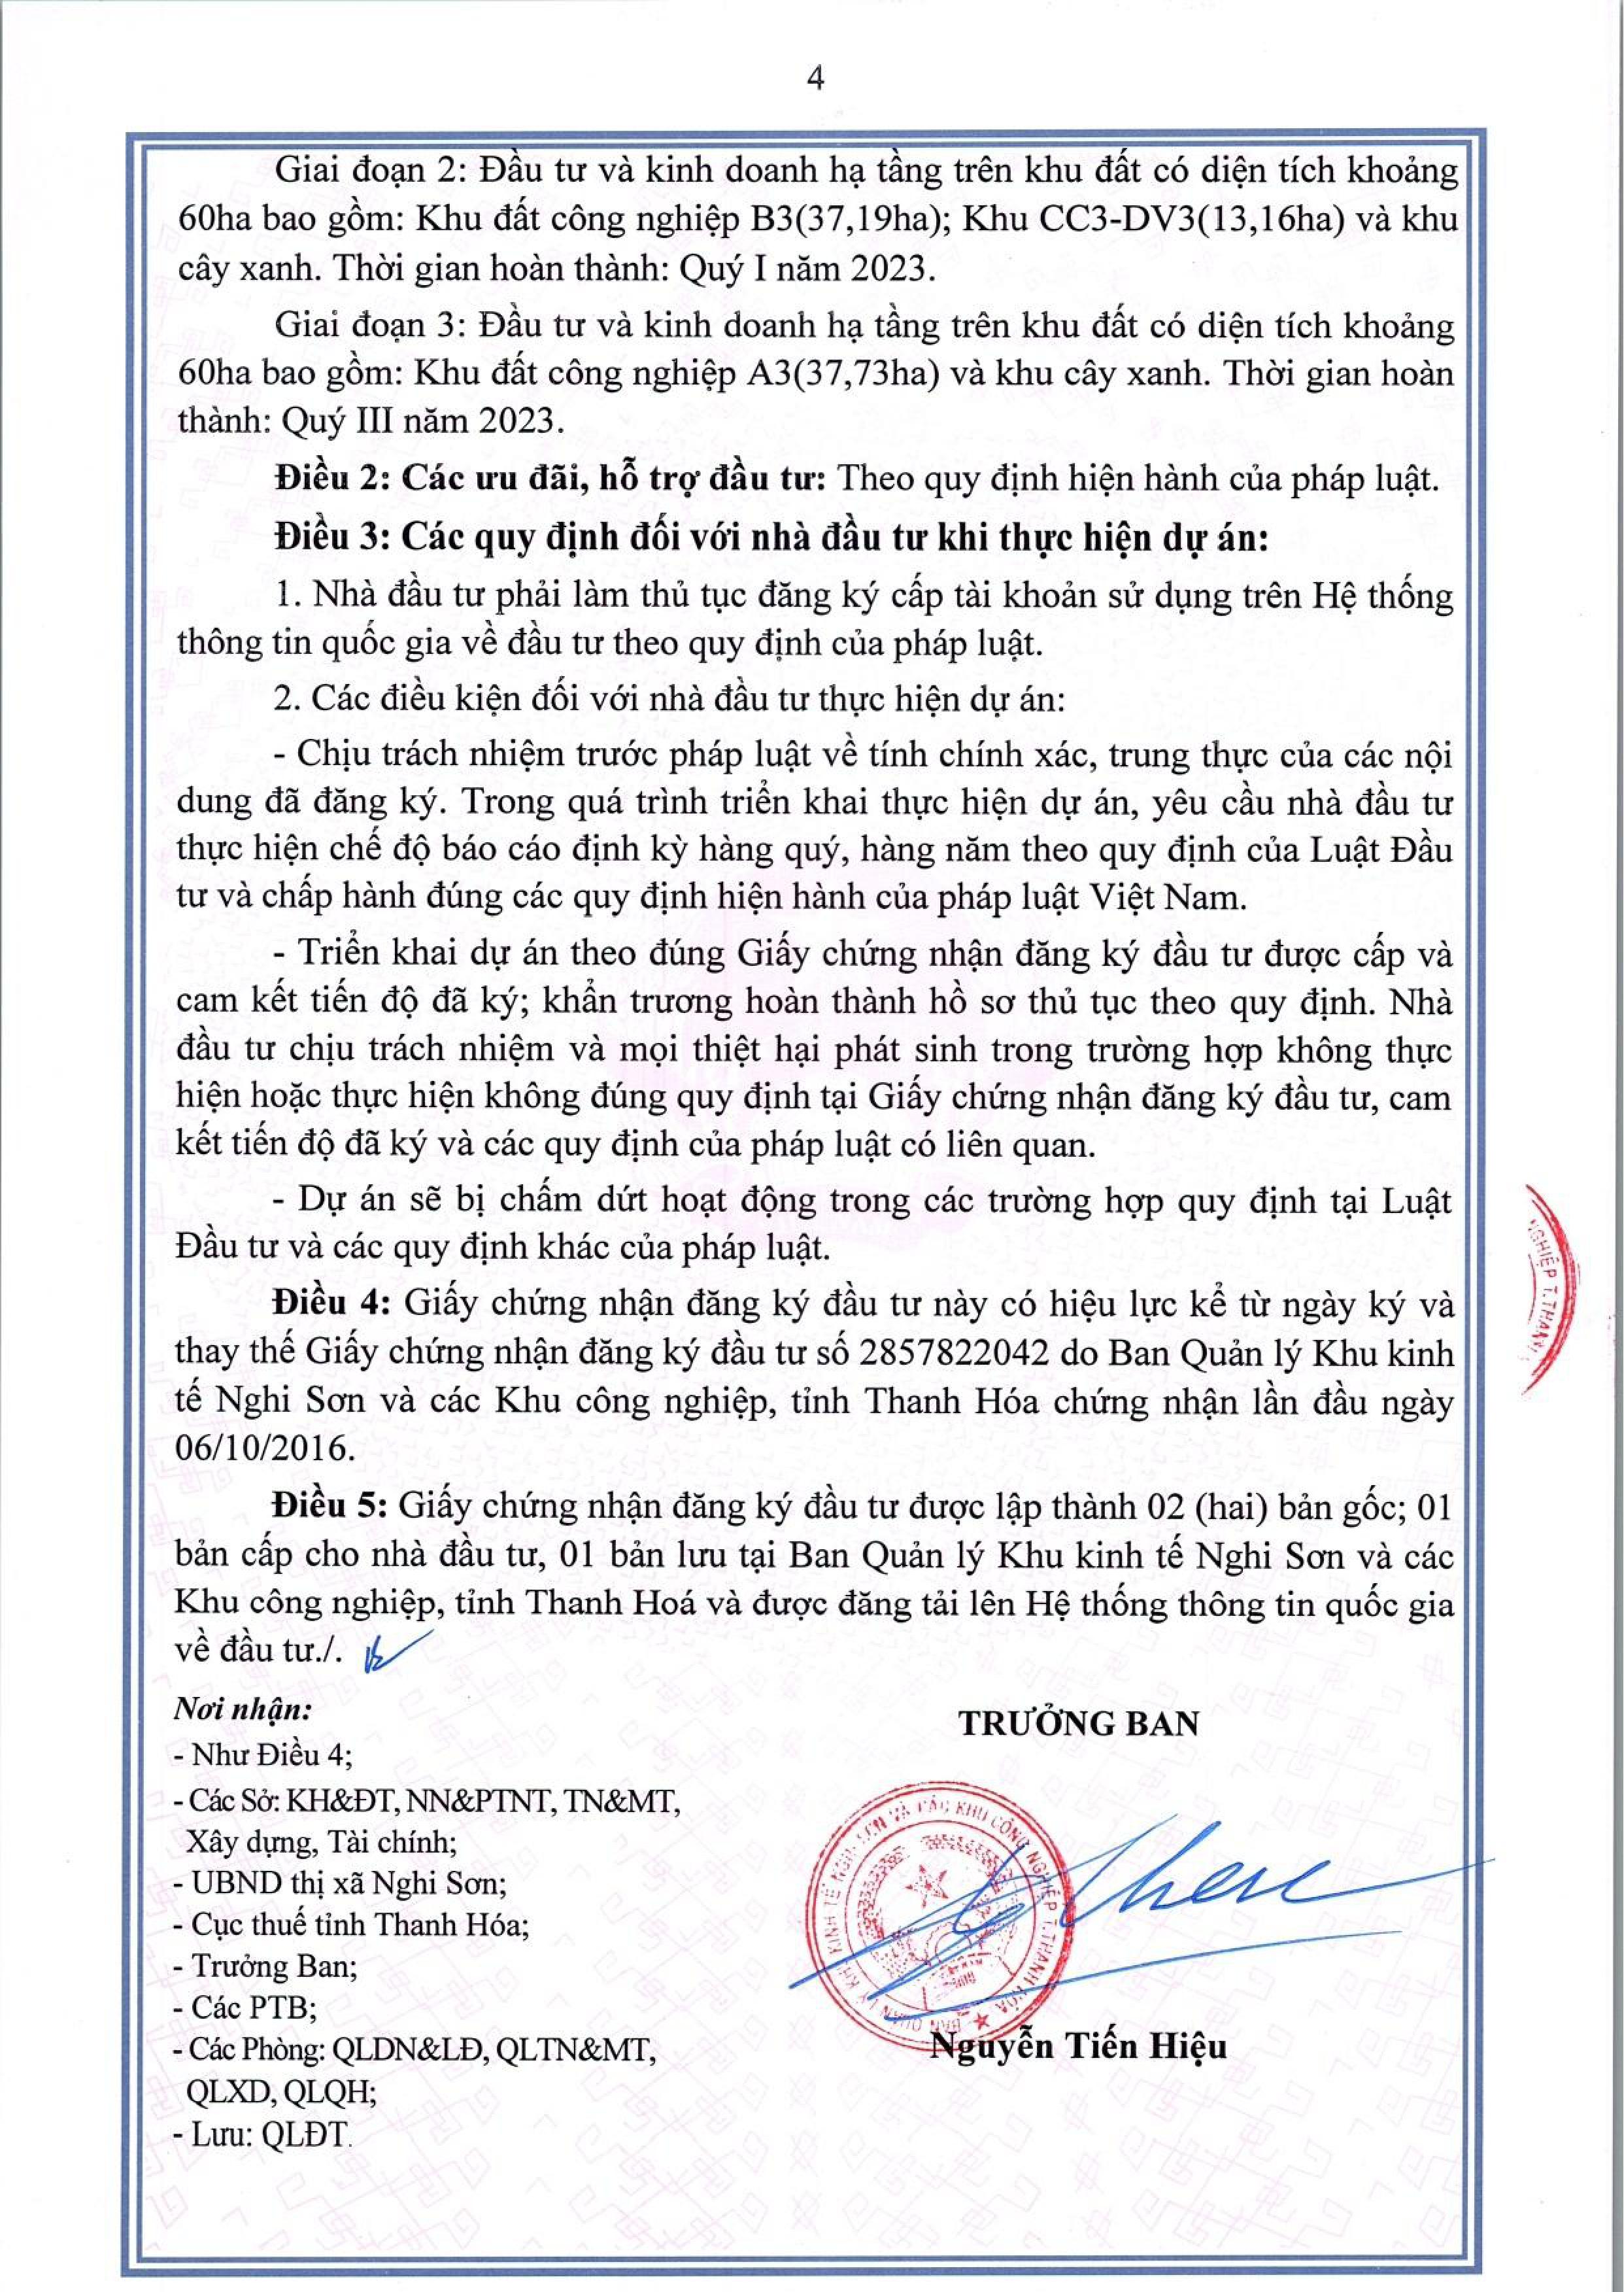 4
Giai đoạn 2: Đầu tư và kinh doanh hạ tầng trên khu đất có diện tích khoảng
60ha bao gồm: Khu đất công nghiệp B3(37,19ha); Khu CC3-DV3(13,16ha) và khu
cây xanh. Thời gian hoàn thành: Quý I năm 2023.
Giai đoạn 3: Đầu tư và kinh doanh hạ tầng trên khu đất có diện tích khoảng
60ha bao gồm: Khu đất công nghiệp A3(37,73ha) và khu cây xanh. Thời gian hoàn
thành: Quý III năm 2023.
Điều 2: Các ưu đãi, hỗ trợ đầu tư: Theo quy định hiện hành của pháp luật.
Điều 3: Các quy định đối với nhà đầu tư khi thực hiện dự án:
1. Nhà đầu tư phải làm thủ tục đăng ký cấp tài khoản sử dụng trên Hệ thống
thông tin quốc gia về đầu tư theo quy định của pháp luật.
2. Các điều kiện đối với nhà đầu tư thực hiện dự án:
- Chịu trách nhiệm trước pháp luật về tính chính xác, trung thực của các nội
dung đã đăng ký. Trong quá trình triển khai thực hiện dự án, yêu cầu nhà đầu tư
thực hiện chế độ báo cáo định kỳ hàng quý, hàng năm theo quy định của Luật Đầu
tư và chấp hành đúng các quy định hiện hành của pháp luật Việt Nam.
- Triển khai dự án theo đúng Giấy chứng nhận đăng ký đầu tư được cấp và
cam kết tiến độ đã ký; khẩn trương hoàn thành hồ sơ thủ tục theo quy định. Nhà
đầu tư chịu trách nhiệm và mọi thiệt hại phát sinh trong trường hợp không thực
hiện hoặc thực hiện không đúng quy định tại Giấy chứng nhận đăng ký đầu tư, cam
kết tiến độ đã ký và các quy định của pháp luật có liên quan.
- Dự án sẽ bị chấm dứt hoạt động trong các trường hợp quy định tại Luật
Đầu tư và các quy định khác của pháp luật.
NGHIỆP T.THANH
Điều 4: Giấy chứng nhận đăng ký đầu tư này có hiệu lực kể từ ngày ký và
thay thế Giấy chứng nhận đăng ký đầu tư số 2857822042 do Ban Quản lý Khu kinh
tế Nghi Sơn và các Khu công nghiệp, tỉnh Thanh Hóa chứng nhận lần đầu ngày
06/10/2016.
Điều 5: Giấy chứng nhận đăng ký đầu tư được lập thành 02 (hai) bản gốc; 01
bản cấp cho nhà đầu tư, 01 bản lưu tại Ban Quản lý Khu kinh tế Nghi Sơn và các
Khu công nghiệp, tỉnh Thanh Hoá và được đăng tải lên Hệ thống thông tin quốc gia
về đầu tư./.
Nơi nhận:
- Như Điều 4;
- Các Sở: KH&ĐT, NN&PTNT, TN&MT,
Xây dựng, Tài chính;
- UBND thị xã Nghi Sơn;
- Cục thuế tỉnh Thanh Hóa;
- Trưởng Ban;
- Các PTB;
- Các Phòng: QLDN&LĐ, QLTN&MT,
QLXD, QLQH;
- Lưu: QLĐT.
TRƯỞNG BAN
BAN QUẢN LÝ KHU KINH TẾ NGHI SƠN VÀ CÁC KHU CÔNG NGHIỆP T.THANH HÓA
Nguyễn Tiến Hiệu